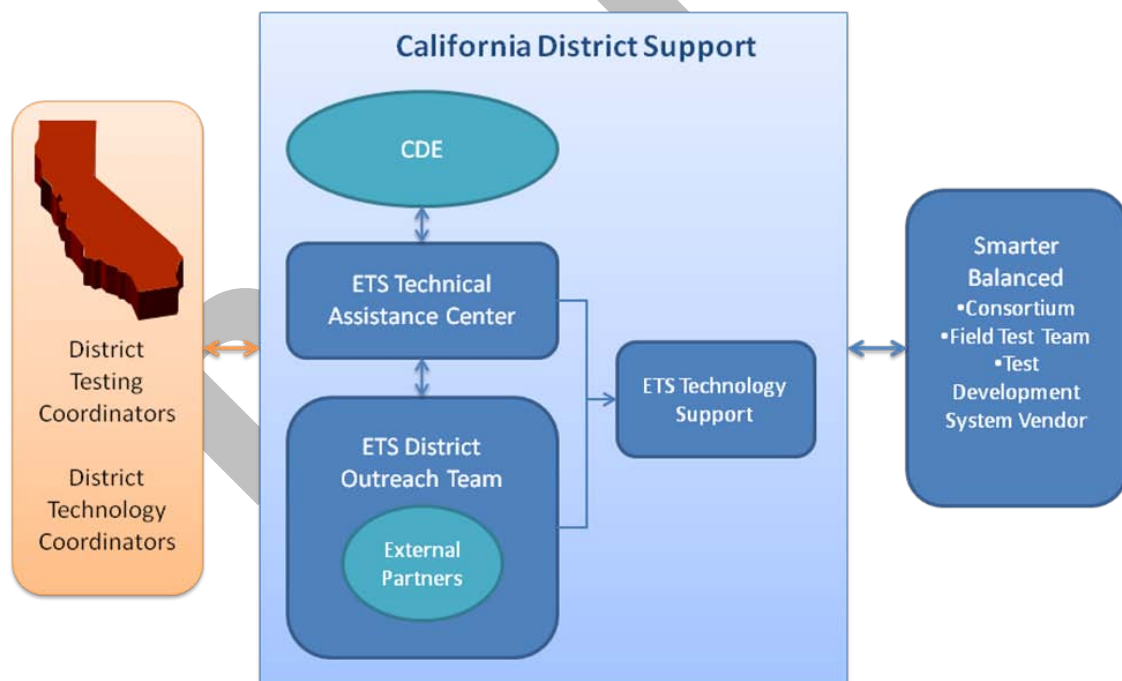 California District Support
District
Testing
Coordinators
District
Technology
Coordinators
CDE
ETS Technical
Assistance Center
ETS District
Outreach Team
External
Partners
ETS Technology
Support
Smarter
Balanced
•Consortium
•Field Test Team
•Test
Development
System Vendor